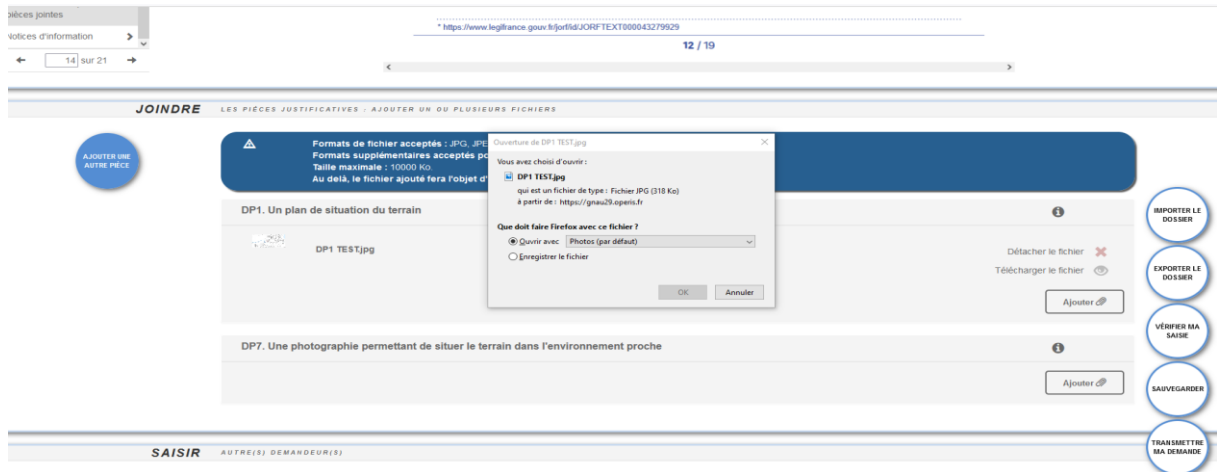 pièces jointes
Notices d'information
14 sur 21
* https://www.legifrance.gouv.fr/jorf/id/JORFTEXT000043279929
12 / 19
JOINDRE LES PIÈCES JUSTIFICATIVES : AJOUTER UN OU PLUSIEURS FICHIERS
AJOUTER UNE
AUTRE PIÈCE
Formats de fichier acceptés : JPG, JPE
Formats supplémentaires acceptés po
Taille maximale : 10000 Ko.
Au delà, le fichier ajouté fera l'objet d'
Ouverture de DP1 TEST.jpg
Vous avez choisi d'ouvrir :
DP1 TEST.jpg
qui est un fichier de type : Fichier JPG (318 Ko)
à partir de : https://gnau29.operis.fr
Que doit faire Firefox avec ce fichier ?
Ouvrir avec Photos (par défaut)
Enregistrer le fichier
OK Annuler
DP1. Un plan de situation du terrain
DP1 TEST.jpg
Détacher le fichier
Télécharger le fichier
Ajouter
DP7. Une photographie permettant de situer le terrain dans l'environnement proche
Ajouter
IMPORTER LE
DOSSIER
EXPORTER LE
DOSSIER
VÉRIFIER MA
SAISIE
SAUVEGARDER
TRANSMETTRE
MA DEMANDE
SAISIR AUTRE(S) DEMANDEUR(S)